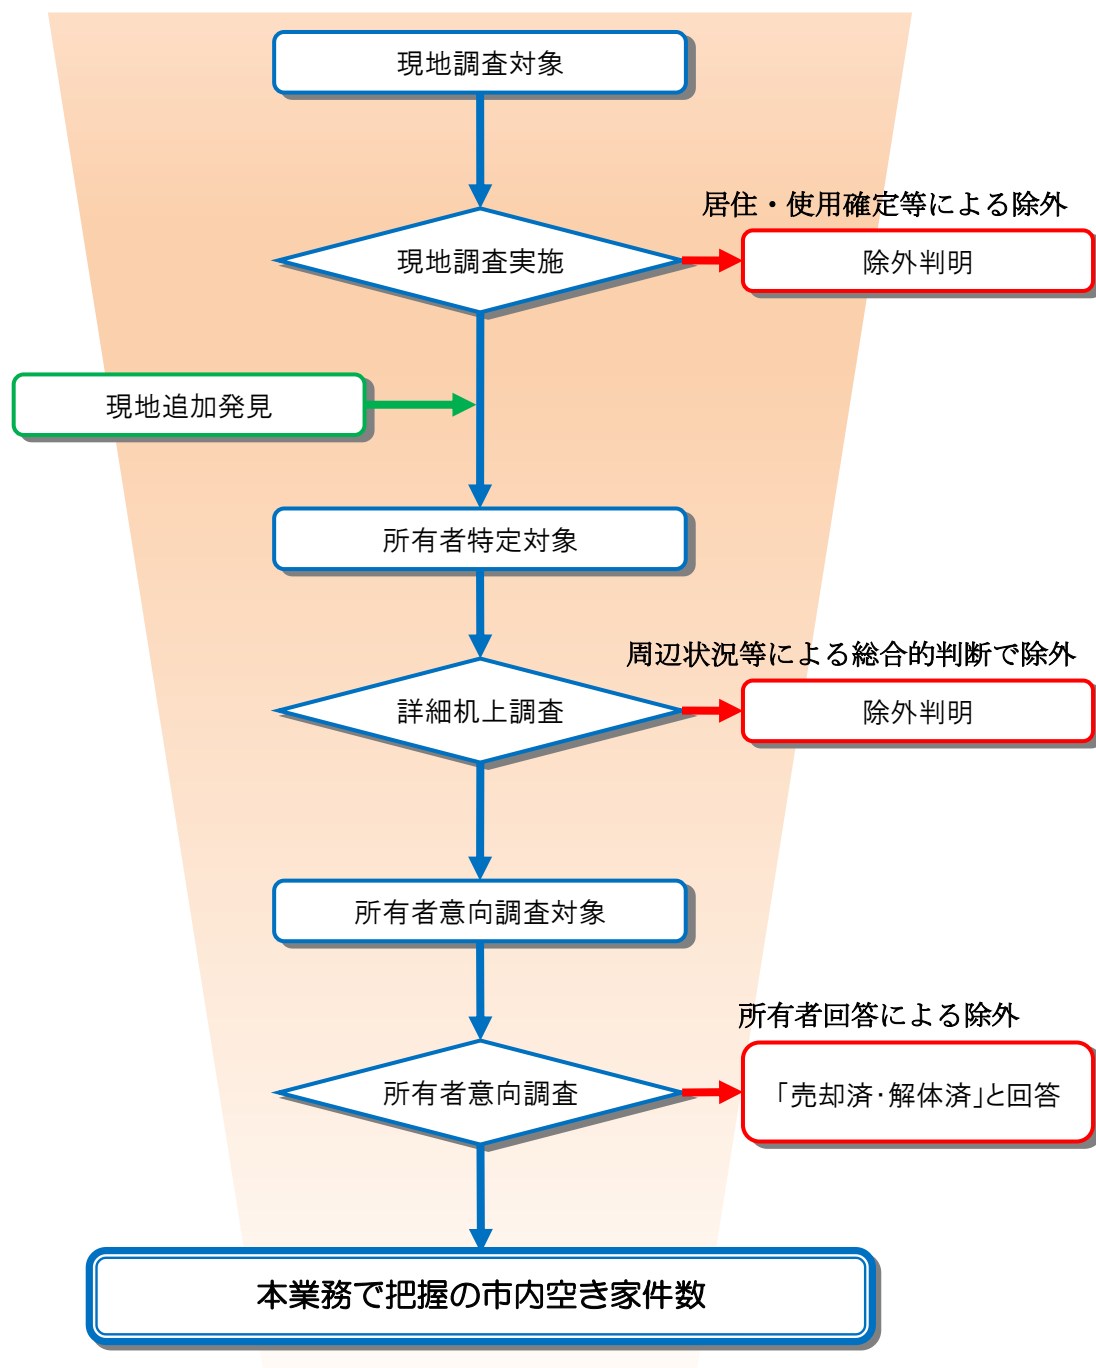 現地調査対象
居住・使用確定等による除外
現地調査実施
除外判明
現地追加発見
所有者特定対象
周辺状況等による総合的判断で除外
詳細机上調査
除外判明
所有者意向調査対象
所有者回答による除外
所有者意向調査
「売却済・解体済」と回答
本業務で把握の市内空き家件数